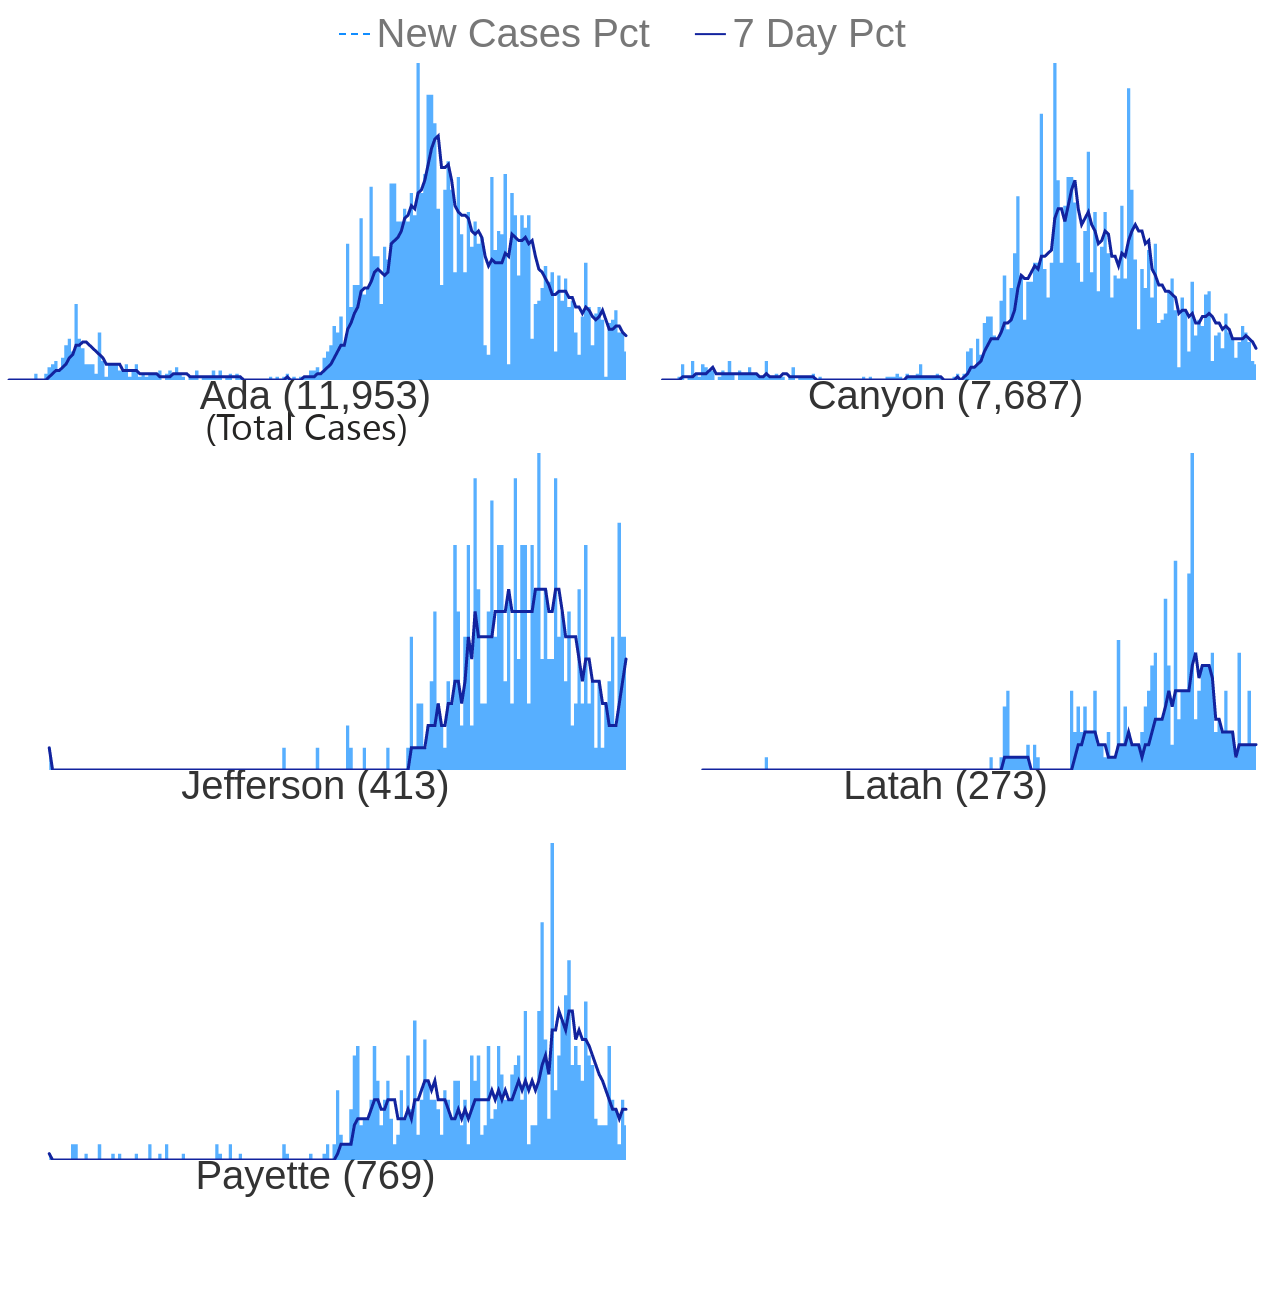 New Cases Pct 7 Day Pct
Ada (11,953) Canyon (7,687)
(Total Cases)
Jefferson (413) Latah (273)
Payette (769)